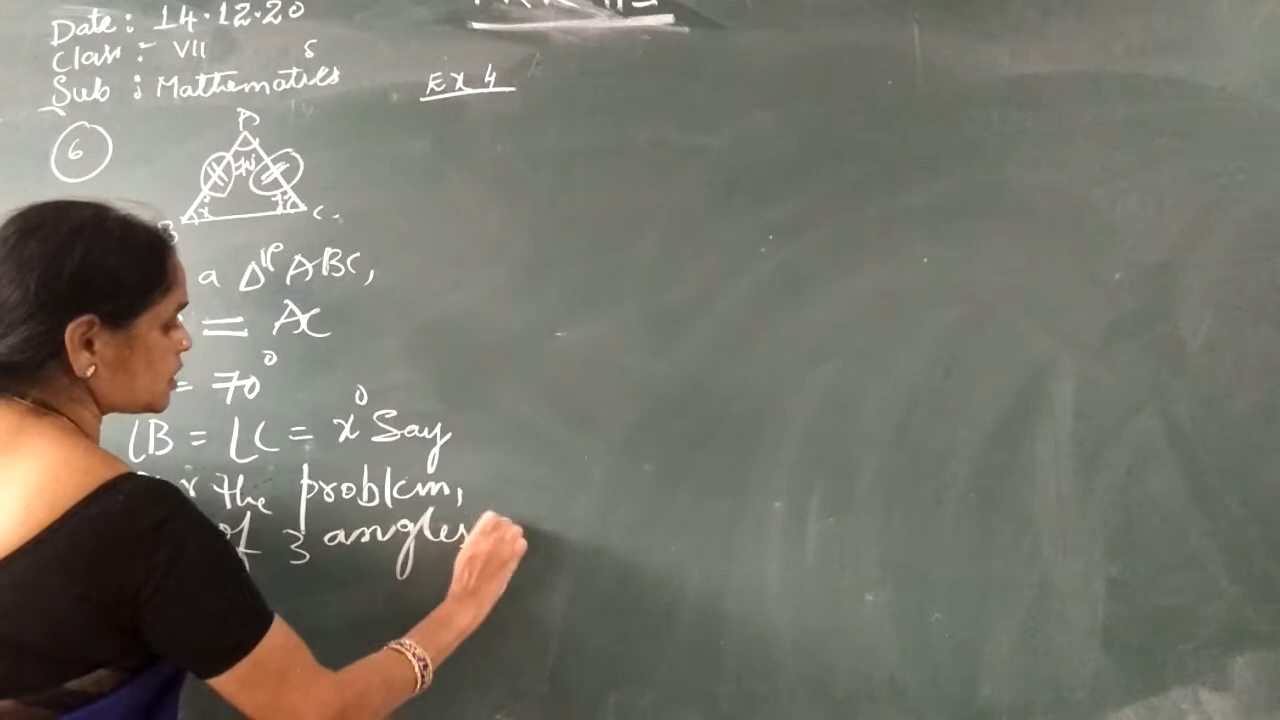 Date : 14.12.20
Class :- VII
Sub : Mathematics
Ex 4
6
x°
C
a Δle ABC,
= AC
= 70°
∠B = ∠C = x° Say
the problem,
of 3 angles